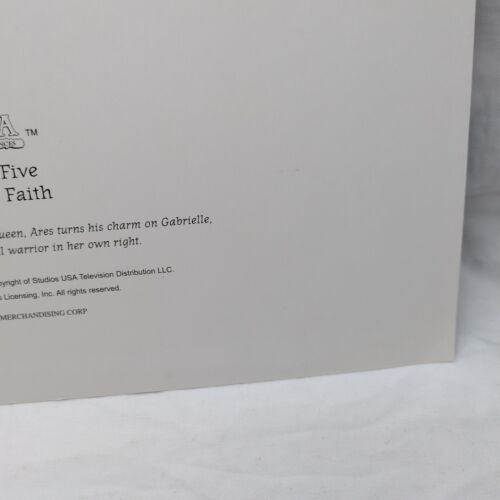 A ™
Five
Faith
ueen, Ares turns his charm on Gabrielle,
l warrior in her own right.
yright of Studios USA Television Distribution LLC.
s Licensing, Inc. All rights reserved.
MERCHANDISING CORP